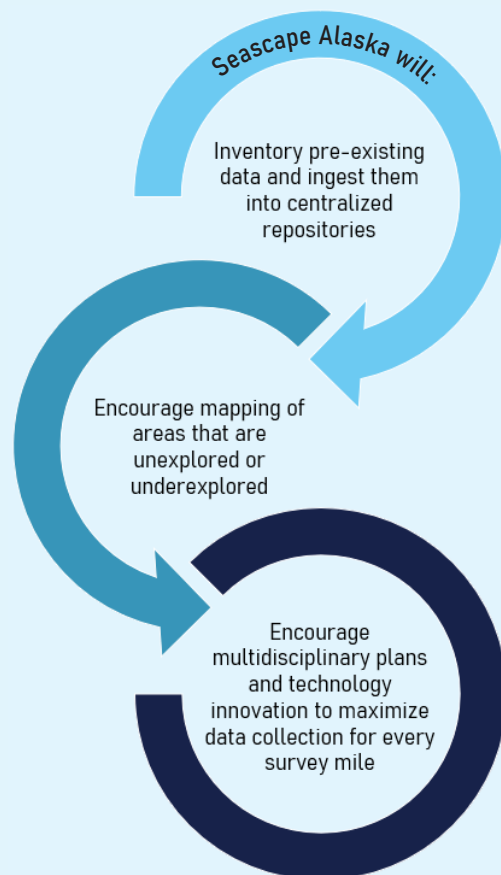 Seascape Alaska will:
Inventory pre-existing
data and ingest them
into centralized
repositories
Encourage mapping of
areas that are
unexplored or
underexplored
Encourage
multidisciplinary plans
and technology
innovation to maximize
data collection for every
survey mile